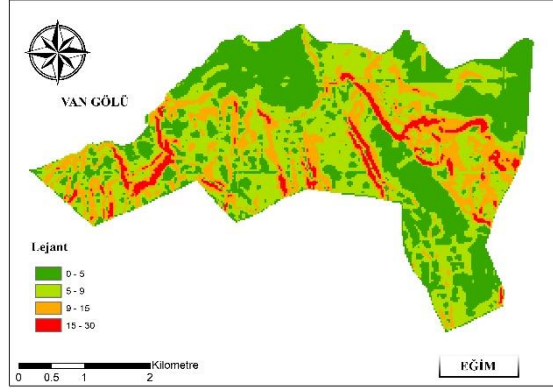 VAN GÖLÜ
Lejant
0 - 5
5 - 9
9 - 15
15 - 30
Kilometre
0 0.5 1 2
EĞİM